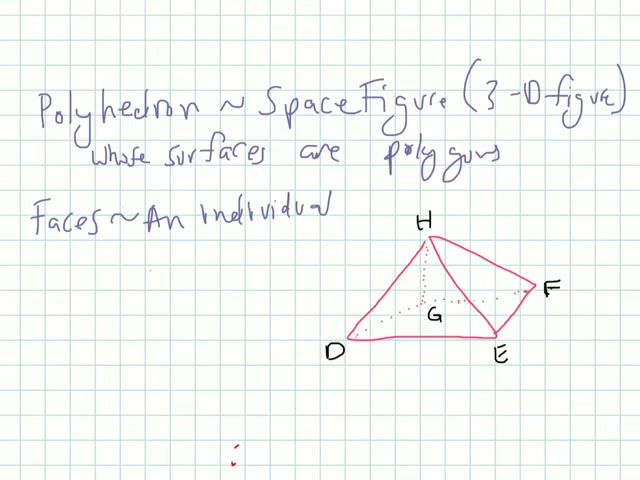 Polyhedron ~ Space Figure (3-D figure)
whose surfaces are polygons
Faces ~ An individual
H
F
G
D
E